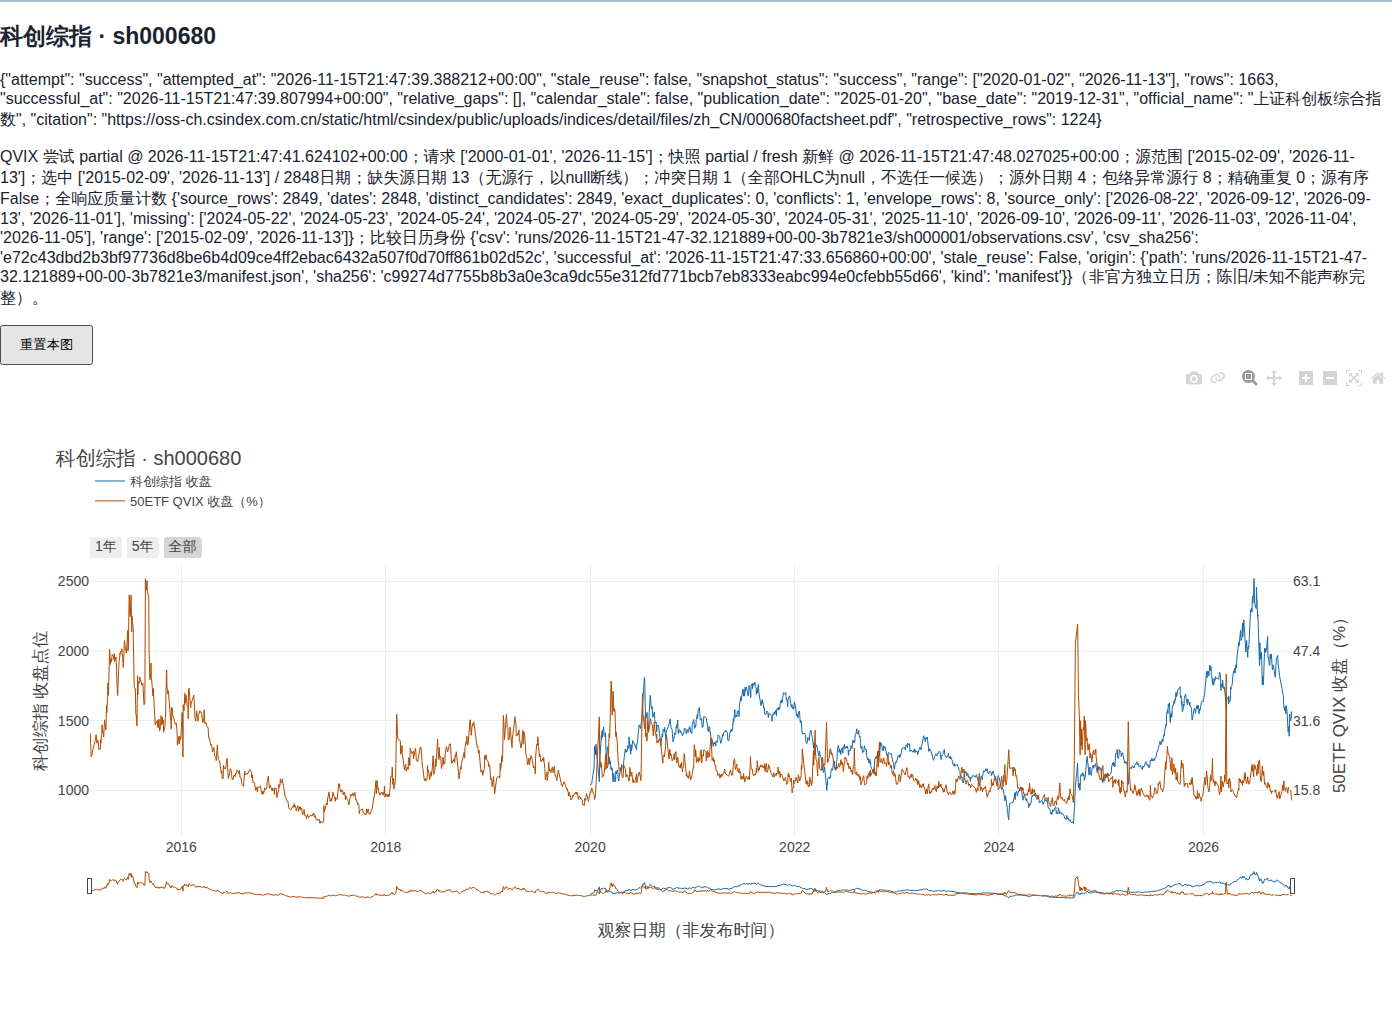 科创综指 · sh000680
{"attempt": "success", "attempted_at": "2026-11-15T21:47:39.388212+00:00", "stale_reuse": false, "snapshot_status": "success", "range": ["2020-01-02", "2026-11-13"], "rows": 1663,
"successful_at": "2026-11-15T21:47:39.807994+00:00", "relative_gaps": [], "calendar_stale": false, "publication_date": "2025-01-20", "base_date": "2019-12-31", "official_name": "上证科创板综合指
数", "citation": "https://oss-ch.csindex.com.cn/static/html/csindex/public/uploads/indices/detail/files/zh_CN/000680factsheet.pdf", "retrospective_rows": 1224}
QVIX 尝试 partial @ 2026-11-15T21:47:41.624102+00:00；请求 ['2000-01-01', '2026-11-15']；快照 partial / fresh 新鲜 @ 2026-11-15T21:47:48.027025+00:00；源范围 ['2015-02-09', '2026-11-
13']；选中 ['2015-02-09', '2026-11-13'] / 2848日期；缺失源日期 13（无源行，以null断线）；冲突日期 1（全部OHLC为null，不选任一候选）；源外日期 4；包络异常源行 8；精确重复 0；源有序
False；全响应质量计数 {'source_rows': 2849, 'dates': 2848, 'distinct_candidates': 2849, 'exact_duplicates': 0, 'conflicts': 1, 'envelope_rows': 8, 'source_only': ['2026-08-22', '2026-09-12', '2026-09-
13', '2026-11-01'], 'missing': ['2024-05-22', '2024-05-23', '2024-05-24', '2024-05-27', '2024-05-29', '2024-05-30', '2024-05-31', '2025-11-10', '2026-09-10', '2026-09-11', '2026-11-03', '2026-11-04',
'2026-11-05'], 'range': ['2015-02-09', '2026-11-13']}；比较日历身份 {'csv': 'runs/2026-11-15T21-47-32.121889+00-00-3b7821e3/sh000001/observations.csv', 'csv_sha256':
'e72c43dbd2b3bf97736d8be6b4d09ce4ff2ebac6432a507f0d70ff861b02d52c', 'successful_at': '2026-11-15T21:47:33.656860+00:00', 'stale_reuse': False, 'origin': {'path': 'runs/2026-11-15T21-47-
32.121889+00-00-3b7821e3/manifest.json', 'sha256': 'c99274d7755b8b3a0e3ca9dc55e312fd771bcb7eb8333eabc994e0cfebb55d66', 'kind': 'manifest'}}（非官方独立日历；陈旧/未知不能声称完
整）。
重置本图
科创综指 · sh000680
科创综指 收盘
50ETF QVIX 收盘（%）
1年 5年 全部
2500
2000
1500
1000
科创综指 收盘点位
63.1
47.4
31.6
15.8
50ETF QVIX 收盘（%）
2016 2018 2020 2022 2024 2026
观察日期（非发布时间）